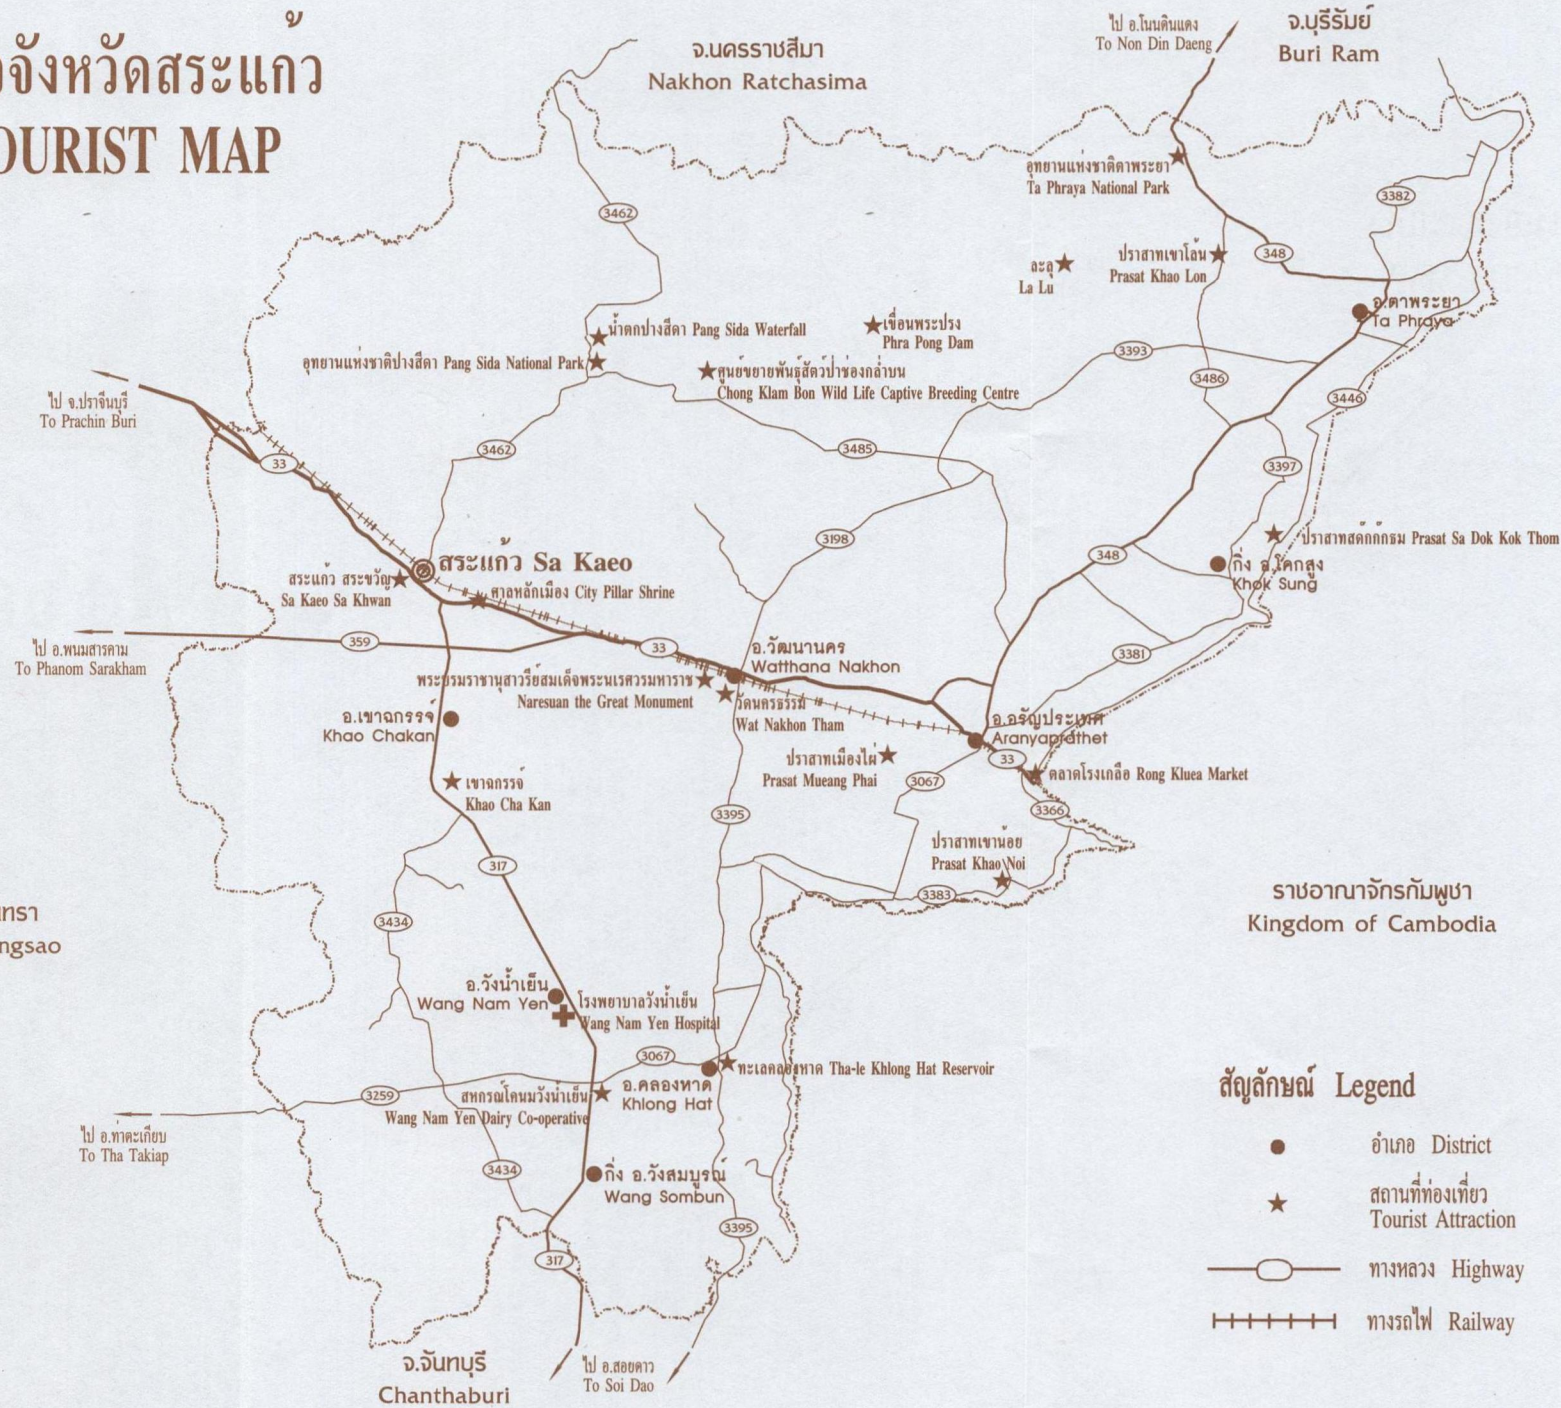 จังหวัดสระแก้ว
OURIST MAP
จ.นครราชสีมา
Nakhon Ratchasima
ไป อ.โนนดินแดง
To Non Din Daeng
จ.บุรีรัมย์
Buri Ram
อุทยานแห่งชาติตาพระยา
Ta Phraya National Park
3462
3382
ละลุ
La Lu
ปราสาทเขาโล้น
Prasat Khao Lon
348
อ.ตาพระยา
Ta Phraya
น้ำตกปางสีดา Pang Sida Waterfall
เขื่อนพระปรง
Phra Pong Dam
อุทยานแห่งชาติปางสีดา Pang Sida National Park
ศูนย์ขยายพันธุ์สัตว์ป่าช่องกล่ำบน
Chong Klam Bon Wild Life Captive Breeding Centre
3393
3486
3446
ไป จ.ปราจีนบุรี
To Prachin Buri
33
3462
3485
3397
3198
348
ปราสาทสด๊กก๊กธม Prasat Sa Dok Kok Thom
กิ่ง อ.โคกสูง
Khok Sung
สระแก้ว Sa Kaeo
สระแก้ว สระขวัญ
Sa Kaeo Sa Khwan
ศาลหลักเมือง City Pillar Shrine
ไป อ.พนมสารคาม
To Phanom Sarakham
359
33
อ.วัฒนานคร
Watthana Nakhon
3381
พระบรมราชานุสาวรีย์สมเด็จพระนเรศวรมหาราช
Naresuan the Great Monument
วัดนครธรรม
Wat Nakhon Tham
อ.เขาฉกรรจ์
Khao Chakan
อ.อรัญประเทศ
Aranyaprathet
ปราสาทเมืองไผ่
Prasat Mueang Phai
33
3067
ตลาดโรงเกลือ Rong Kluea Market
เขาฉกรรจ์
Khao Cha Kan
3395
3366
317
ปราสาทเขาน้อย
Prasat Khao Noi
3383
ราชอาณาจักรกัมพูชา
Kingdom of Cambodia
ทรา
ngsao
3434
อ.วังน้ำเย็น
Wang Nam Yen
โรงพยาบาลวังน้ำเย็น
Wang Nam Yen Hospital
3067
ทะเลคลองหาด Tha-le Khlong Hat Reservoir
อ.คลองหาด
Khlong Hat
3259
สหกรณ์โคนมวังน้ำเย็น
Wang Nam Yen Dairy Co-operative
ไป อ.ท่าตะเกียบ
To Tha Takiap
3434
กิ่ง อ.วังสมบูรณ์
Wang Sombun
3395
317
จ.จันทบุรี
Chanthaburi
ไป อ.สอยดาว
To Soi Dao
สัญลักษณ์ Legend
อำเภอ District
สถานที่ท่องเที่ยว
Tourist Attraction
ทางหลวง Highway
ทางรถไฟ Railway